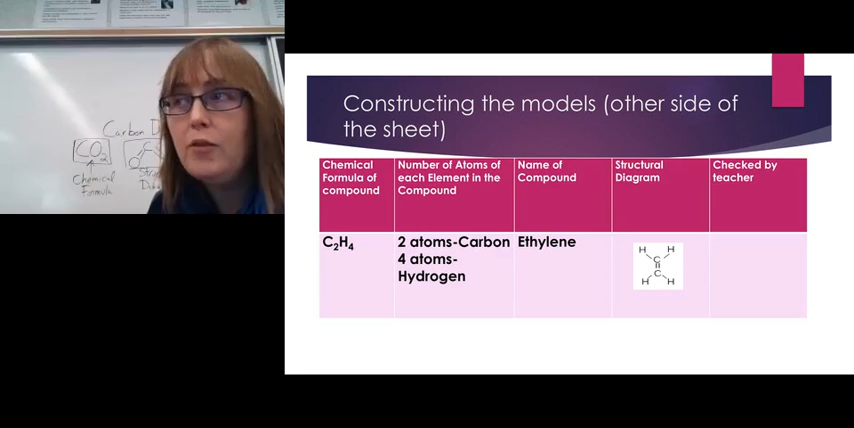 Carbon D
CO₂
Chemical
Formula
Constructing the models (other side of
the sheet)
Chemical
Formula of
compound
Number of Atoms of
each Element in the
Compound
Name of
Compound
Structural
Diagram
Checked by
teacher
C₂H₄
2 atoms-Carbon
4 atoms-
Hydrogen
Ethylene
H H
C
C
H H